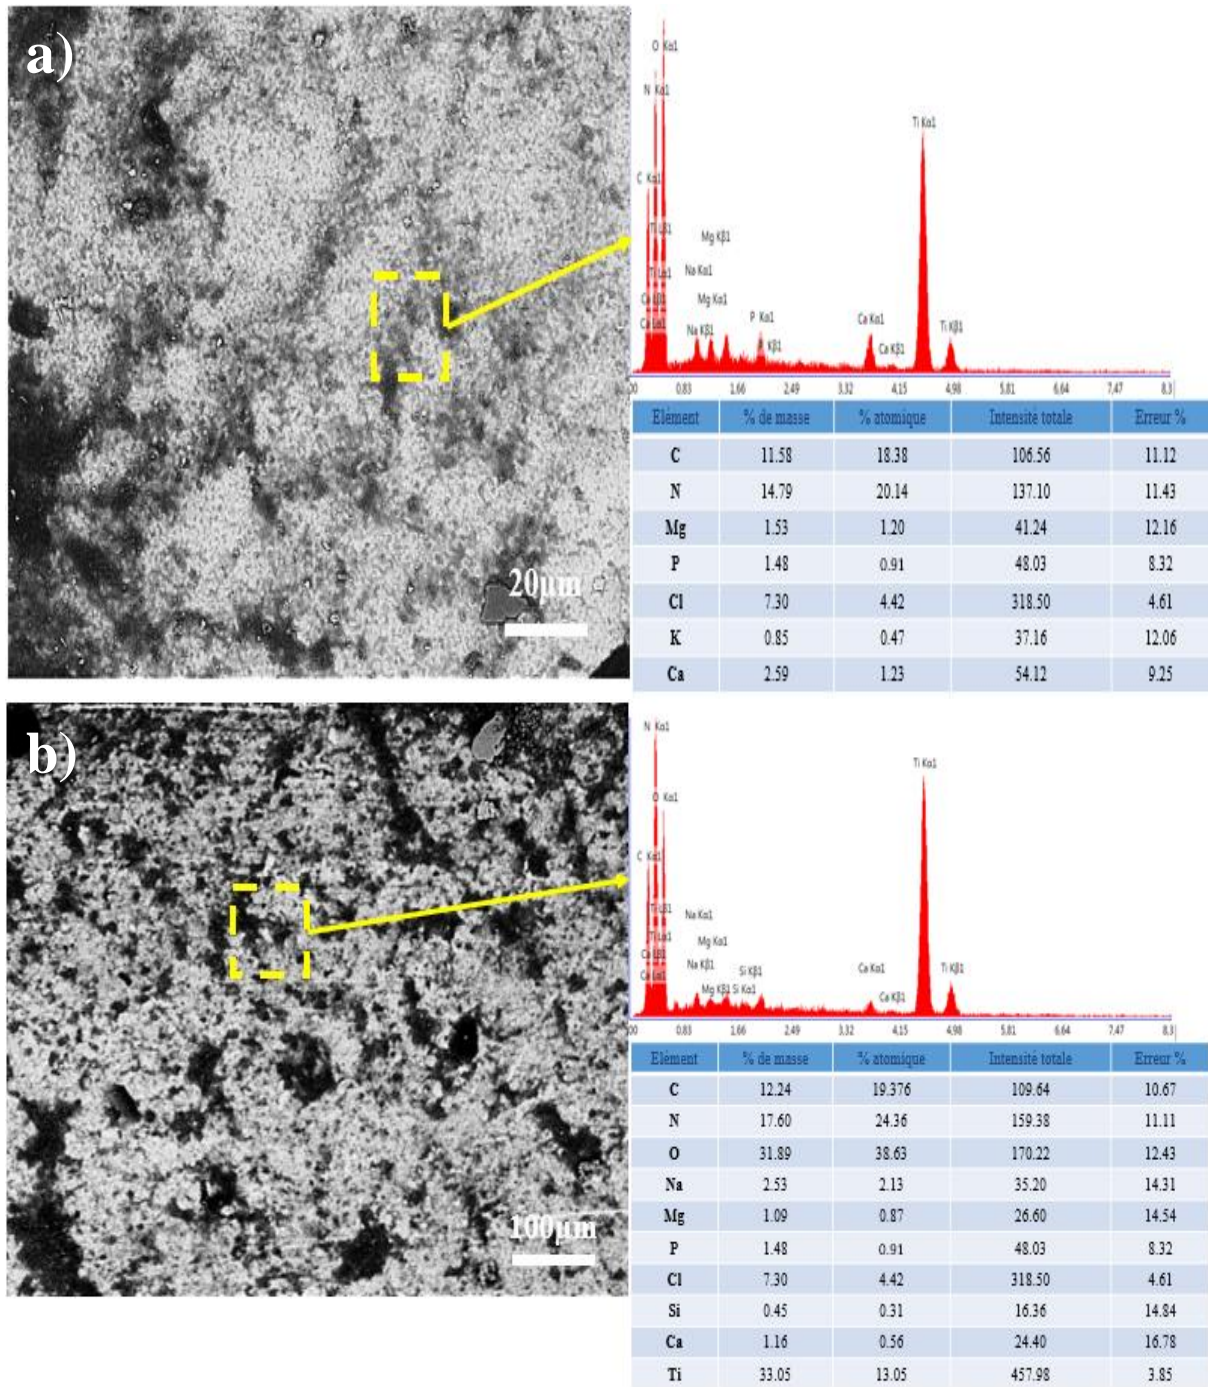 a)
20µm
O Kα1
N Kα1
Ti Kα1
C Kα1
Ti Lβ1
Mg Kβ1
Ti Lα1
Na Kα1
Ca Lβ1
Mg Kα1
Ca Lα1
Na Kβ1
P Kα1
Kβ1
Ca Kα1
Ca Kβ1
Ti Kβ1
0.83 1.66 2.49 3.32 4.15 4.98 5.81 6.64 7.47 8.3
Elément % de masse % atomique Intensité totale Erreur %
C 11.58 18.38 106.56 11.12
N 14.79 20.14 137.10 11.43
Mg 1.53 1.20 41.24 12.16
P 1.48 0.91 48.03 8.32
Cl 7.30 4.42 318.50 4.61
K 0.85 0.47 37.16 12.06
Ca 2.59 1.23 54.12 9.25
b)
100µm
N Kα1
Ti Kα1
O Kα1
C Kα1
Ti Lβ1
Na Kα1
Ti Lα1
Mg Kα1
Ca Lβ1
Na Kβ1
Ca Lα1
Si Kβ1
Mg Kβ1 Si Kα1
Ca Kα1
Ca Kβ1
Ti Kβ1
0.83 1.66 2.49 3.32 4.15 4.98 5.81 6.64 7.47 8.3
Elément % de masse % atomique Intensité totale Erreur %
C 12.24 19.376 109.64 10.67
N 17.60 24.36 159.38 11.11
O 31.89 38.63 170.22 12.43
Na 2.53 2.13 35.20 14.31
Mg 1.09 0.87 26.60 14.54
P 1.48 0.91 48.03 8.32
Cl 7.30 4.42 318.50 4.61
Si 0.45 0.31 16.36 14.84
Ca 1.16 0.56 24.40 16.78
Ti 33.05 13.05 457.98 3.85